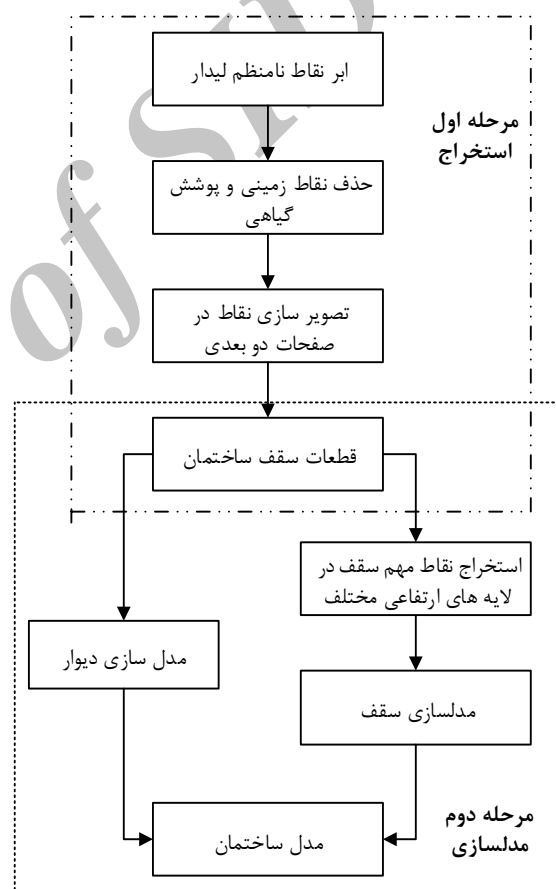 ابر نقاط نامنظم لیدار
مرحله اول
استخراج
حذف نقاط زمینی و پوشش
گیاهی
تصویر سازی نقاط در
صفحات دو بعدی
قطعات سقف ساختمان
استخراج نقاط مهم سقف در
لایه های ارتفاعی مختلف
مدل سازی دیوار
مدلسازی سقف
مرحله دوم
مدلسازی
مدل ساختمان
of